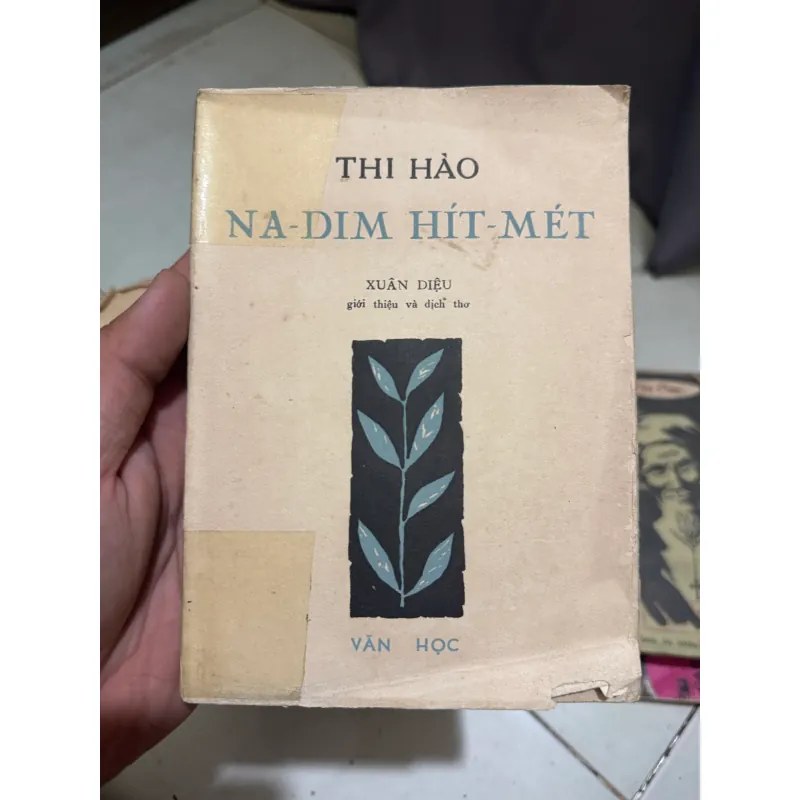 THI HÀO
NA-DIM HÍT-MÉT
XUÂN DIỆU
giới thiệu và dịch thơ
VĂN HỌC